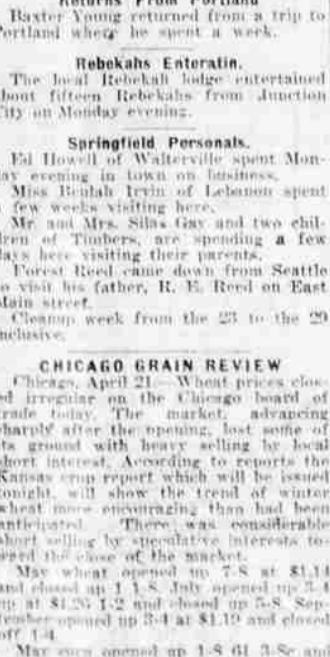 Returns From Portland
Baxter Young returned from a trip to
Portland where he spent a week.
Rebekahs Enteratin.
The local Rebekah lodge entertained
about fifteen Rebekahs from Junction
City on Monday evening.
Springfield Personals.
Ed Howell of Walterville spent Mon-
day evening in town on business.
Miss Beulah Irvin of Lebanon spent
a few weeks visiting here.
Mr. and Mrs. Silas Gay and two chil-
dren of Timbers, are spending a few
days here visiting their parents.
Forest Reed came down from Seattle
to visit his father, R. E. Reed on East
Main street.
Cleanup week from the 23 to the 29
inclusive.
CHICAGO GRAIN REVIEW
Chicago, April 21.—Wheat prices clos-
ed irregular on the Chicago board of
trade today. The market, advancing
sharply after the opening, lost some of
its ground with heavy selling by local
short interest. According to reports the
Kansas crop report which will be issued
tonight, will show the trend of winter
wheat more encouraging than had been
anticipated. There was considerable
short selling by speculative interests to-
ward the close of the market.
May wheat opened up 7-8 at $1.14
and closed up 1 1-8. July opened up 3-4
up at $1.26 1-2 and closed up 5-8. Sep-
tember opened up 3-4 at $1.19 and closed
off 1-4.
May corn opened up 1-8 61 3-8c and